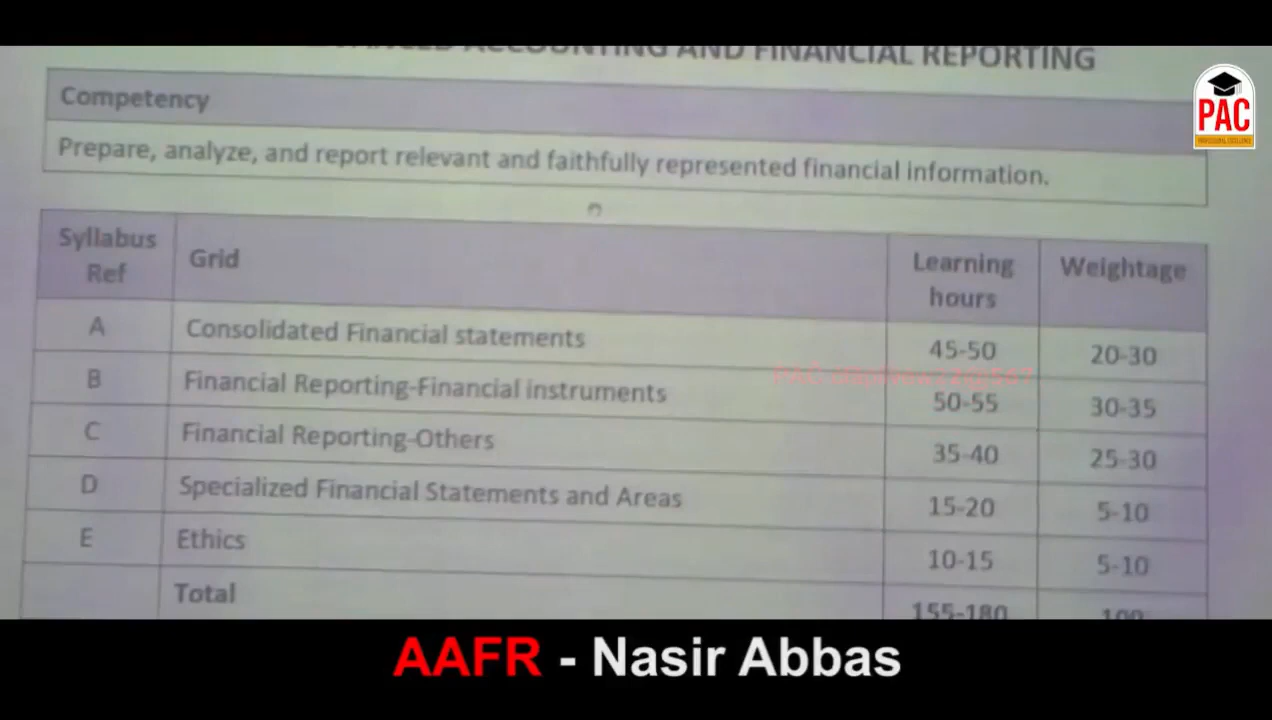 ACCOUNTING AND FINANCIAL REPORTING
PAC
Competency
Prepare, analyze, and report relevant and faithfully represented financial information.
Syllabus Ref Grid Learning hours Weightage
A Consolidated Financial statements 45-50 20-30
B Financial Reporting-Financial instruments 50-55 30-35
C Financial Reporting-Others 35-40 25-30
D Specialized Financial Statements and Areas 15-20 5-10
E Ethics 10-15 5-10
Total 155-180 100
AAFR - Nasir Abbas